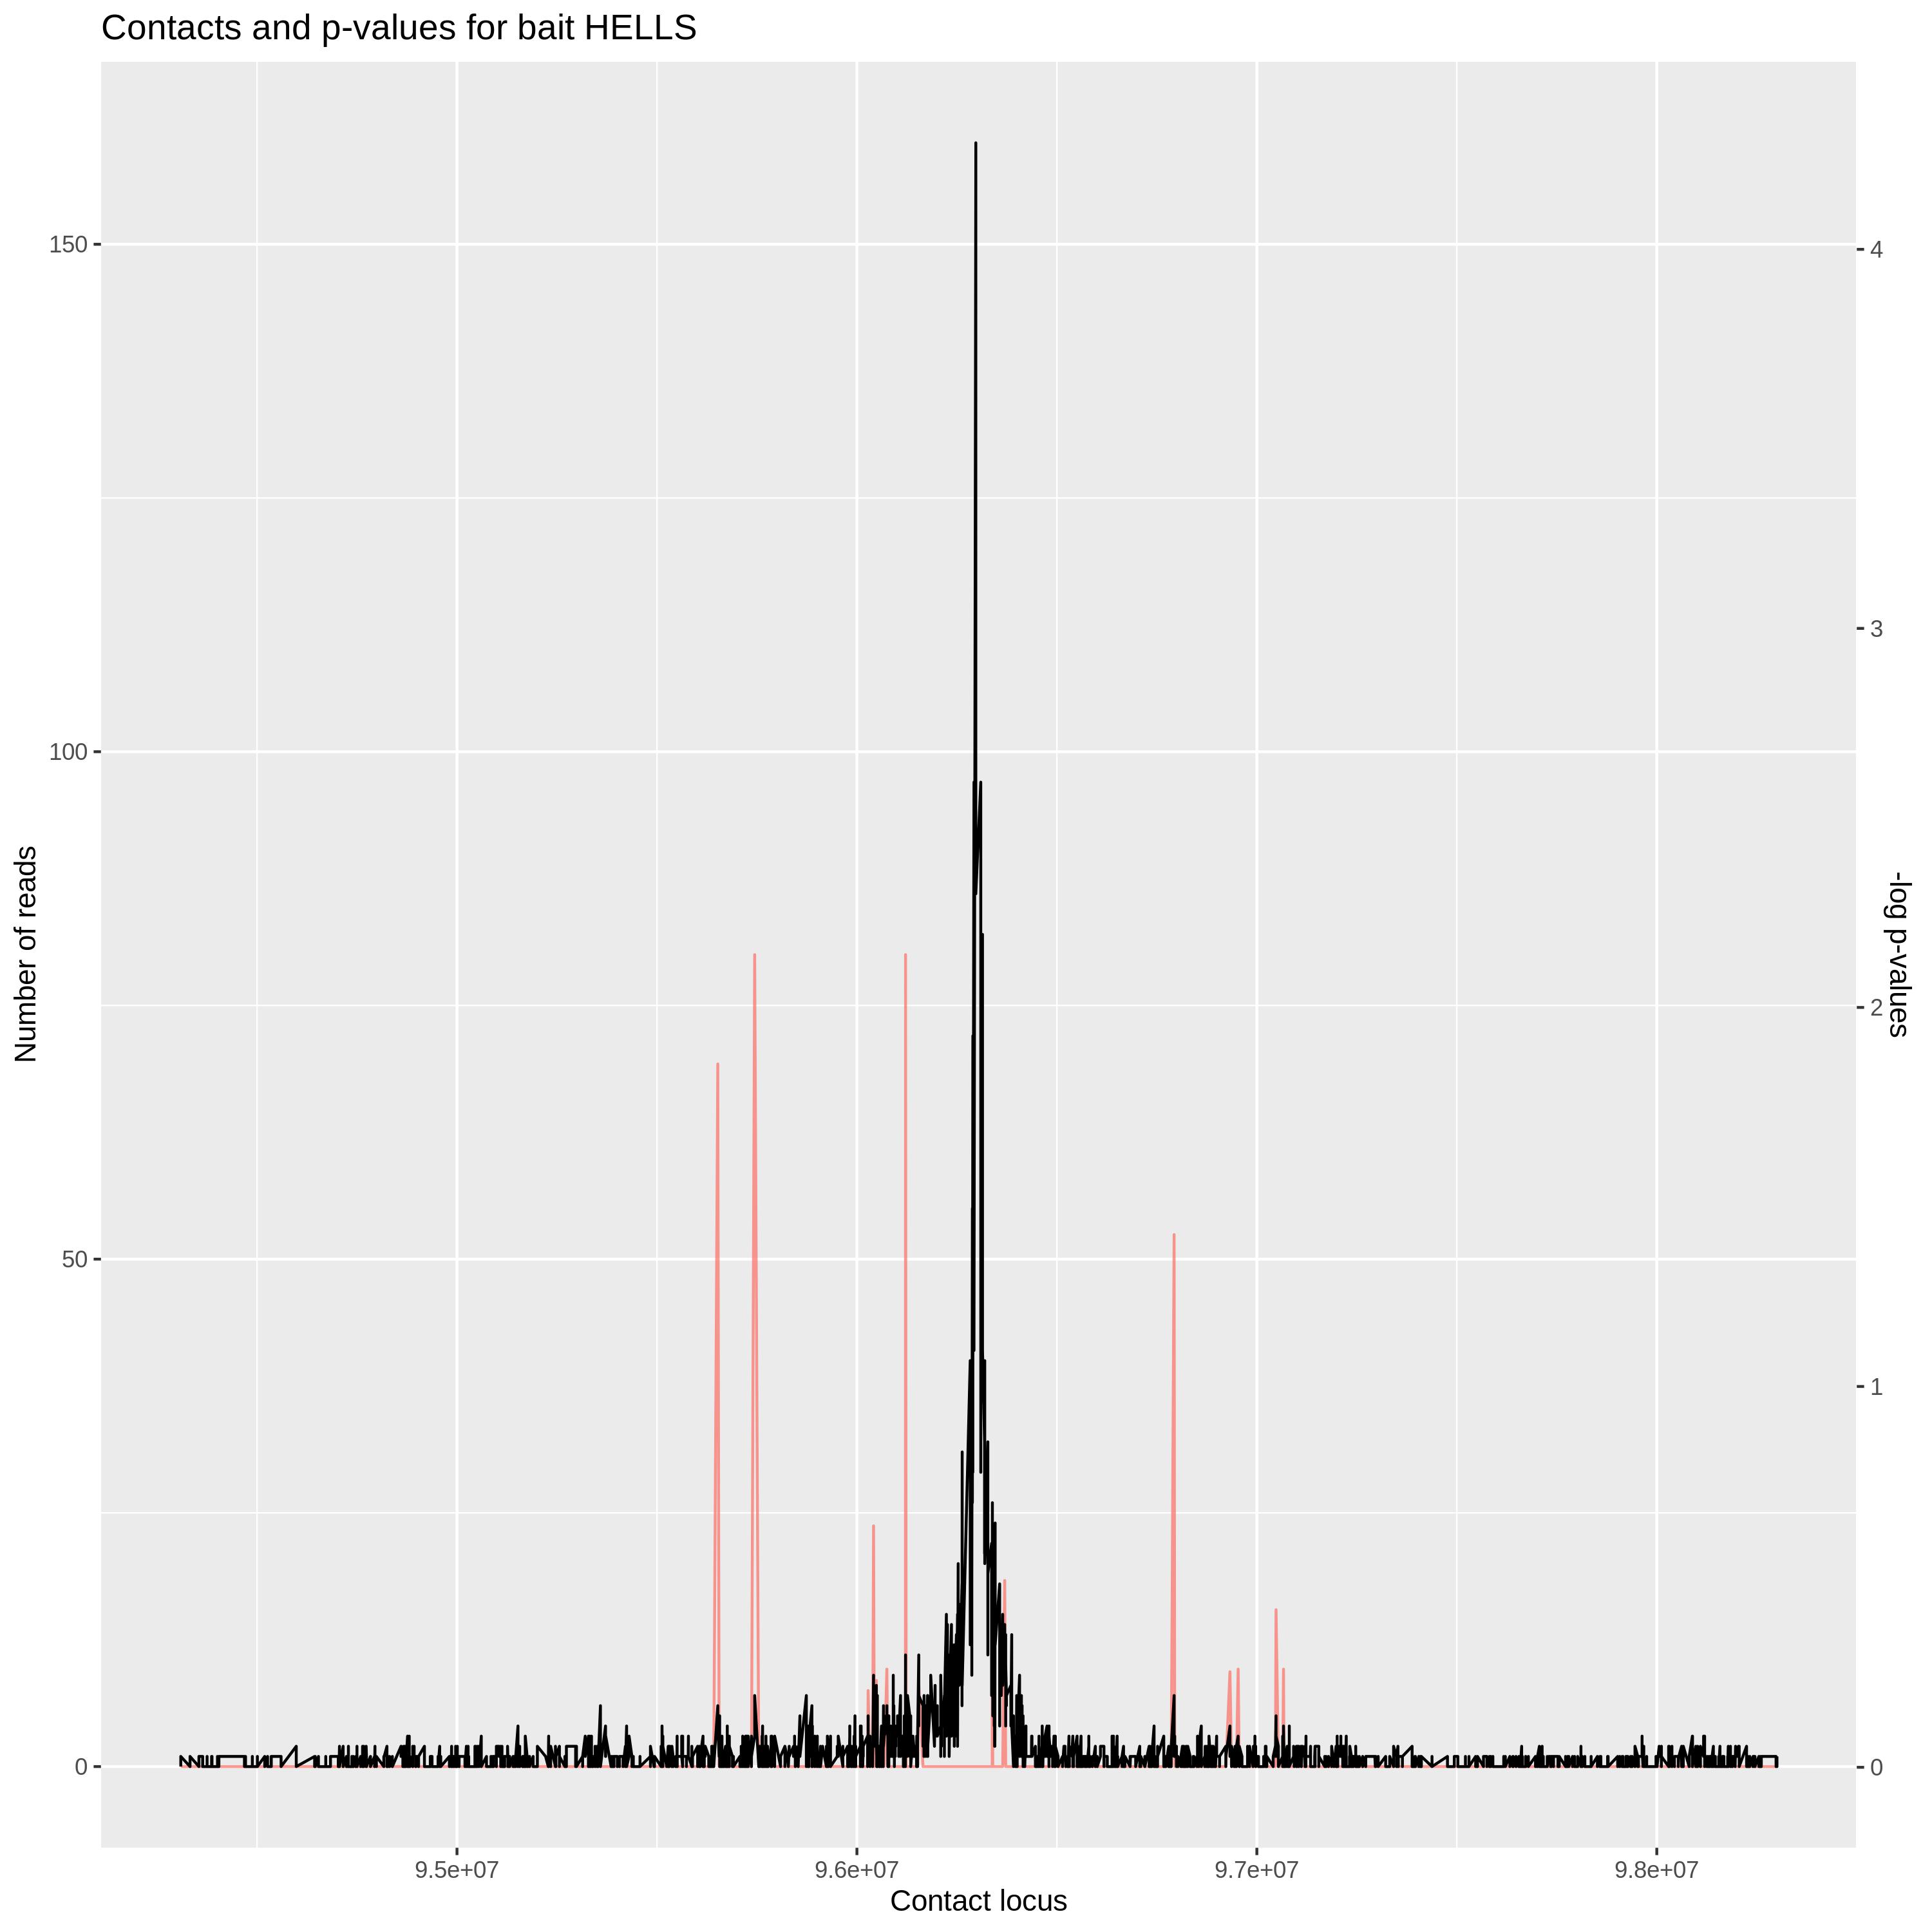 Contacts and p-values for bait HELLS
150
100
50
0
Number of reads
4
3
2
1
0
-log p-values
9.5e+07
9.6e+07
9.7e+07
9.8e+07
Contact locus